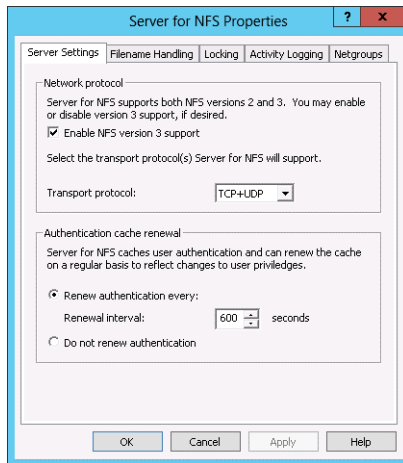 Server for NFS Properties
? x
Server Settings Filename Handling Locking Activity Logging Netgroups
Network protocol
Server for NFS supports both NFS versions 2 and 3. You may enable
or disable version 3 support, if desired.
Enable NFS version 3 support
Select the transport protocol(s) Server for NFS will support.
Transport protocol: TCP+UDP
Authentication cache renewal
Server for NFS caches user authentication and can renew the cache
on a regular basis to reflect changes to user priviledges.
Renew authentication every:
Renewal interval: 600 seconds
Do not renew authentication
OK Cancel Apply Help